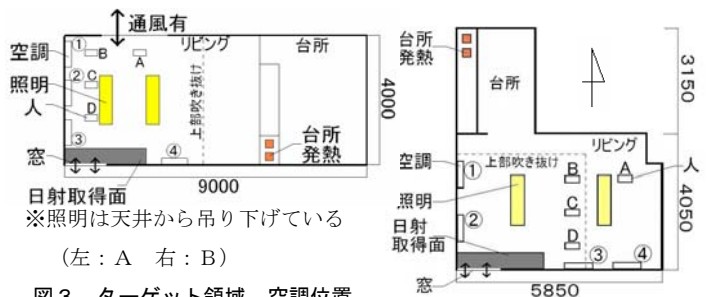 通風有
空調
①
B
リビング
台所
A
②
C
照明
人
D
上部吹き抜け
4000
③
④
窓
台所
発熱
日射取得面
9000
※照明は天井から吊り下げている
(左:A 右:B)
図3 ターゲット領域 空調位置
台所
発熱
台所
3150
リビング
空調
①
上部吹き抜け
B
A
人
照明
C
②
日射
取得面
D
③
④
4050
窓
5850